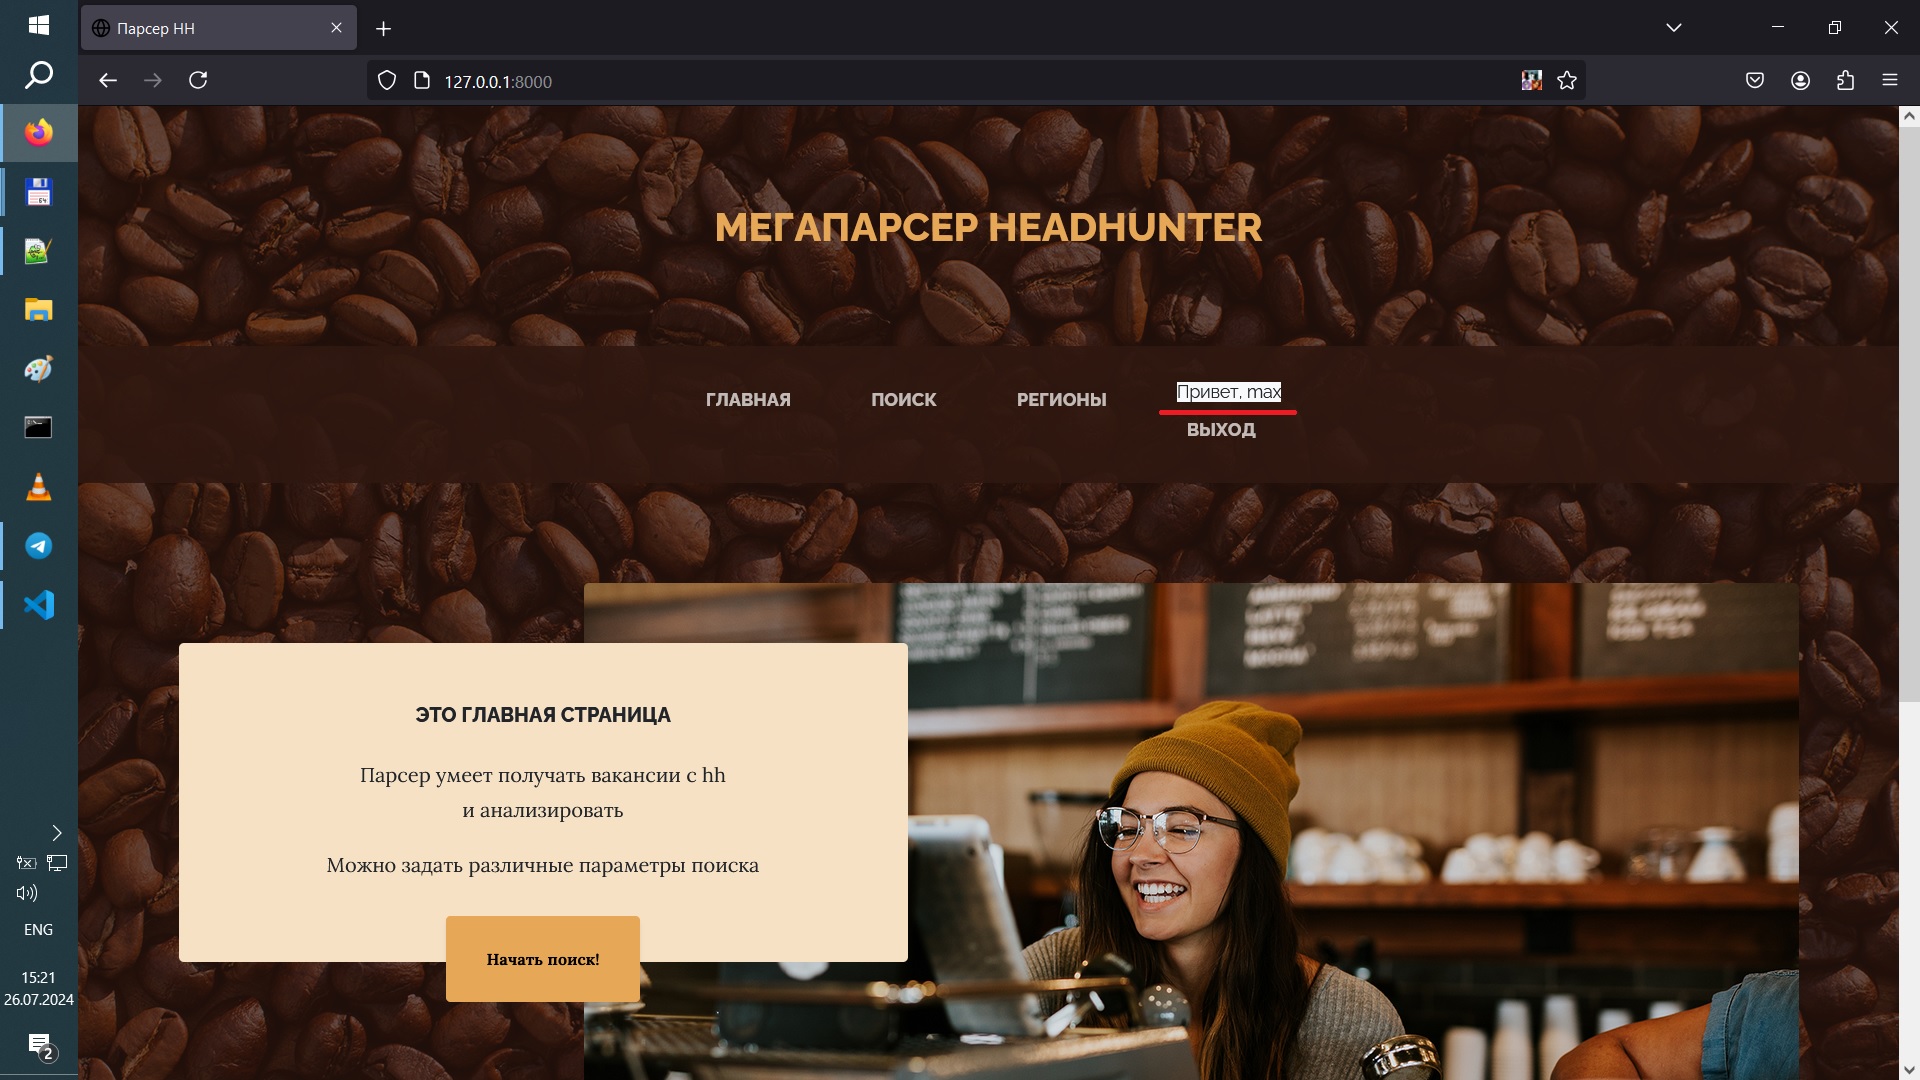 Парсер HH
127.0.0.1:8000
МЕГАПАРСЕР HEADHUNTER
ГЛАВНАЯ
ПОИСК
РЕГИОНЫ
Привет, max
ВЫХОД
ЭТО ГЛАВНАЯ СТРАНИЦА
Парсер умеет получать вакансии с hh
и анализировать
Можно задать различные параметры поиска
Начать поиск!
ENG
15:21
26.07.2024
2